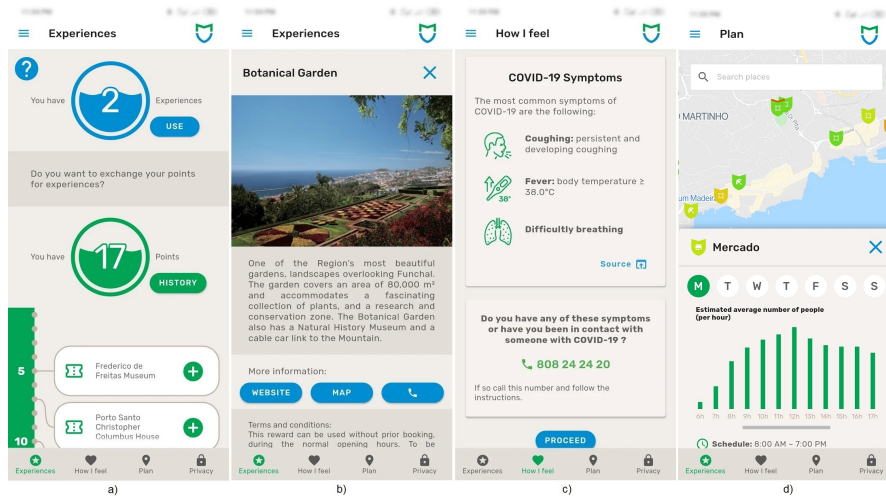 Experiences
You have
2
Experiences
USE
Do you want to exchange your points
for experiences?
You have
17
Points
HISTORY
5
Frederico de
Freitas Museum
Porto Santo
Christopher
Columbus House
10
Experiences How I feel Plan Privacy
a)
Experiences
Botanical Garden
One of the Region's most beautiful
gardens, landscapes overlooking Funchal.
The garden covers an area of 80,000 m²
and accommodates a fascinating
collection of plants, and a research and
conservation zone. The Botanical Garden
also has a Natural History Museum and a
cable car link to the Mountain.
More information:
WEBSITE MAP
Terms and conditions:
This reward can be used without prior booking,
during the normal opening hours. To be
Experiences How I feel Plan Privacy
b)
How I feel
COVID-19 Symptoms
The most common symptoms of
COVID-19 are the following:
Coughing: persistent and
developing coughing
38°
Fever: body temperature ≥
38.0°C
Difficultly breathing
Source
Do you have any of these symptoms
or have you been in contact with
someone with COVID-19 ?
808 24 24 20
If so call this number and follow the
instructions.
PROCEED
Experiences How I feel Plan Privacy
c)
Plan
Search places
MARTINHO
um Madeir
Mercado
M T W T F S S
Estimated average number of people
(per hour)
6h 7h 8h 9h 10h 11h 12h 13h 14h 15h 16h 17h
Schedule: 8:00 AM – 7:00 PM
Experiences How I feel Plan Privacy
d)